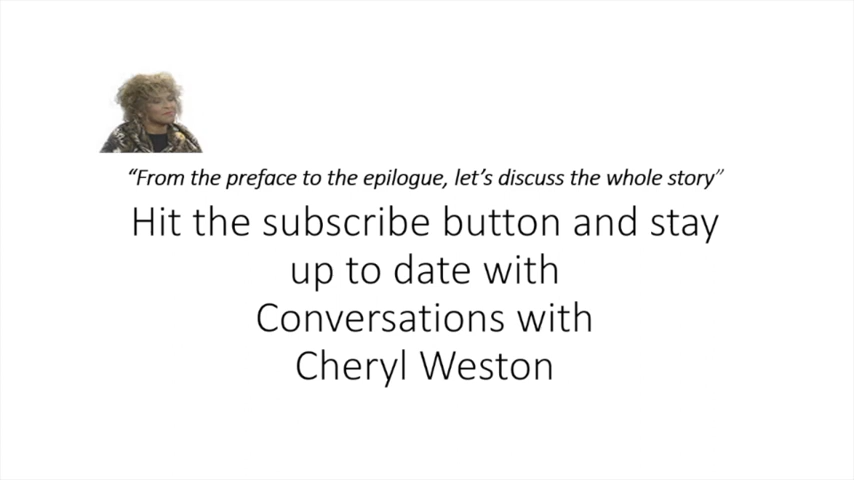 “From the preface to the epilogue, let’s discuss the whole story”
Hit the subscribe button and stay
up to date with
Conversations with
Cheryl Weston